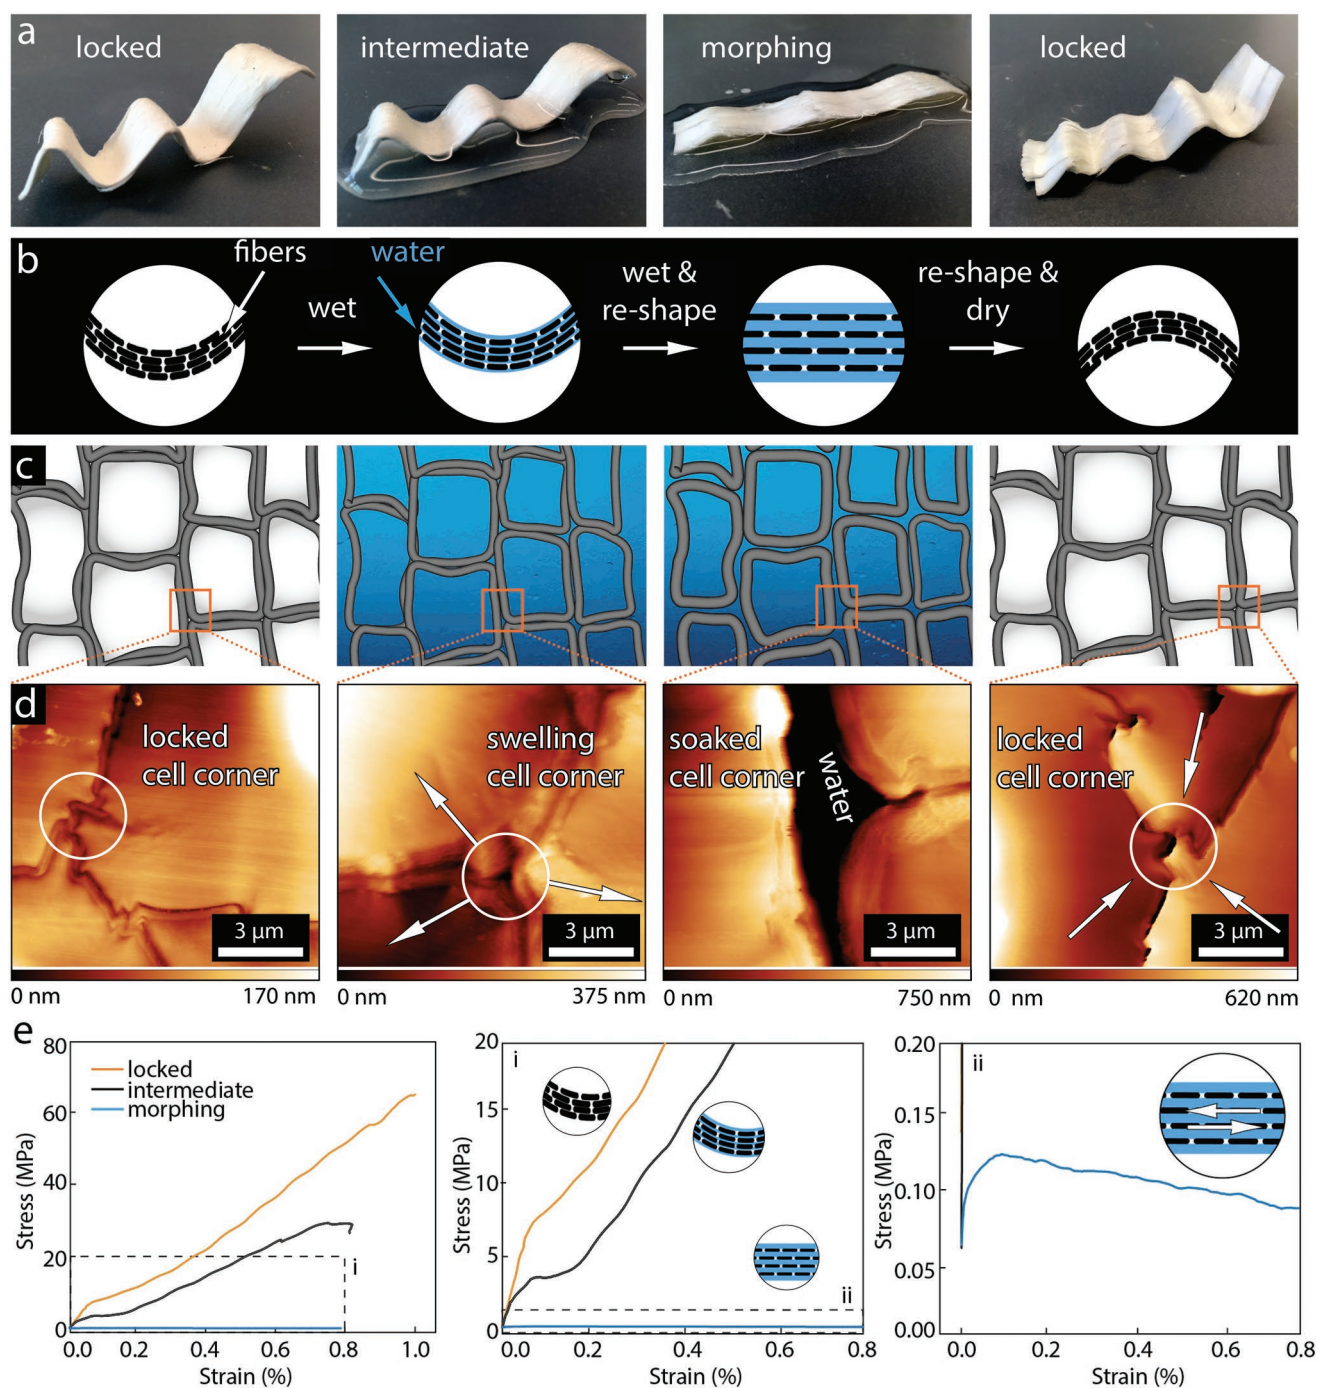 a
locked
intermediate
morphing
locked
b
fibers
water
wet
wet &
re-shape
re-shape &
dry
c
d
locked
cell corner
3 μm
swelling
cell corner
3 μm
soaked
cell corner
water
3 μm
locked
cell corner
3 μm
0 nm
170 nm
0 nm
375 nm
0 nm
750 nm
0 nm
620 nm
e
80
60
40
20
0
Stress (MPa)
locked
intermediate
morphing
i
0.0
0.2
0.4
0.6
0.8
1.0
Strain (%)
20
15
10
5
0
Stress (MPa)
i
ii
0.0
0.2
0.4
0.6
0.8
Strain (%)
0.20
0.15
0.10
0.05
0.00
Stress (MPa)
ii
0.0
0.2
0.4
0.6
0.8
Strain (%)